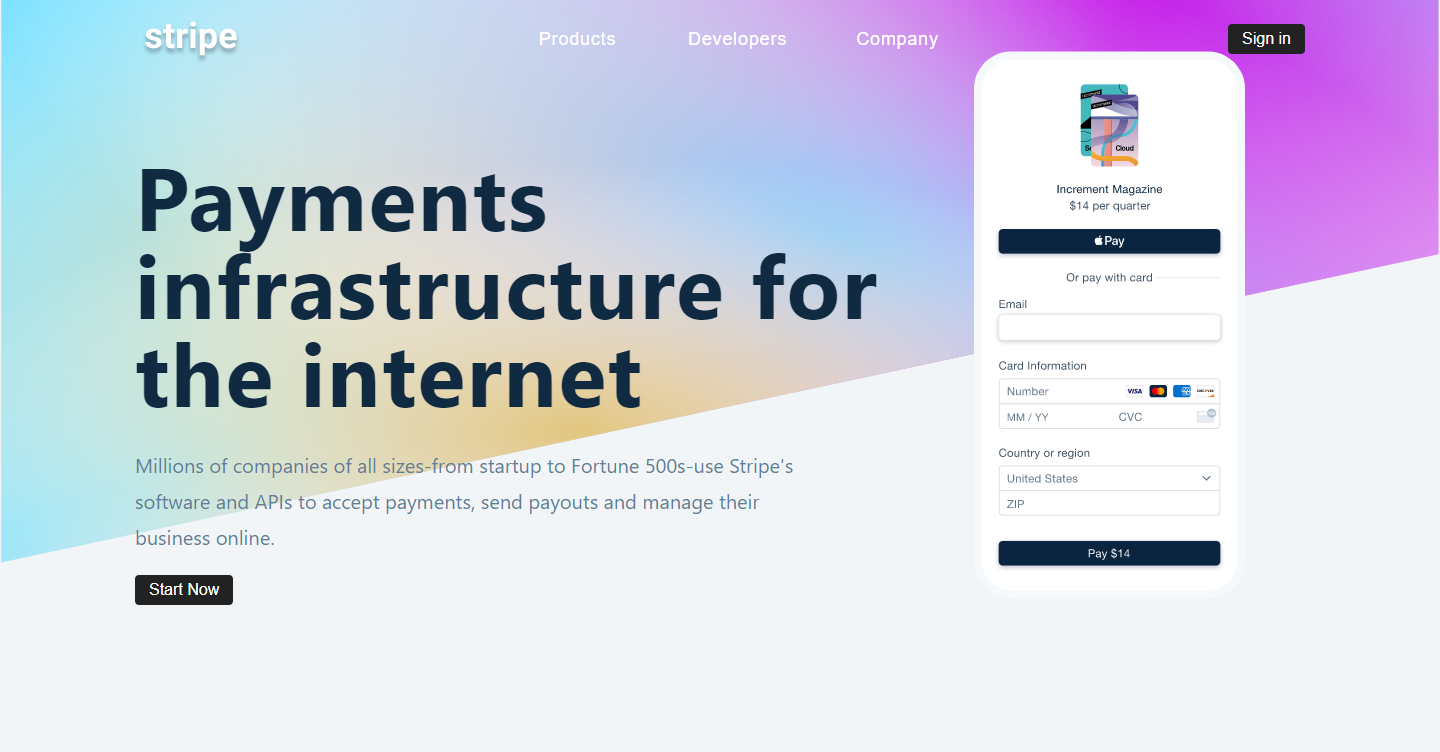 stripe
Products
Developers
Company
Sign in
Payments
infrastructure for
the internet
Millions of companies of all sizes-from startup to Fortune 500s-use Stripe's
software and APIs to accept payments, send payouts and manage their
business online.
Start Now
Cloud
Increment Magazine
$14 per quarter
Pay
Or pay with card
Email
Card Information
Number
VISA
MM / YY
CVC
Country or region
United States
ZIP
Pay $14